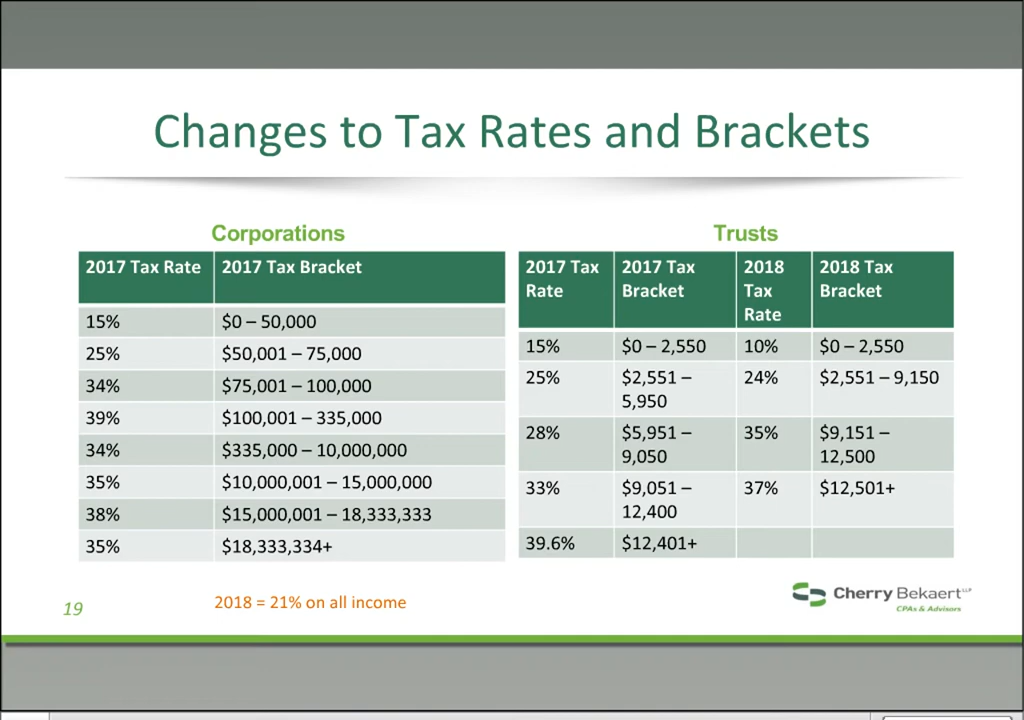 Changes to Tax Rates and Brackets
Corporations
2017 Tax Rate 2017 Tax Bracket
15% $0 – 50,000
25% $50,001 – 75,000
34% $75,001 – 100,000
39% $100,001 – 335,000
34% $335,000 – 10,000,000
35% $10,000,001 – 15,000,000
38% $15,000,001 – 18,333,333
35% $18,333,334+
Trusts
2017 Tax 2017 Tax 2018 2018 Tax
Rate Bracket Tax Bracket
Rate
15% $0 – 2,550 10% $0 – 2,550
25% $2,551 – 24% $2,551 – 9,150
5,950
28% $5,951 – 35% $9,151 –
9,050 12,500
33% $9,051 – 37% $12,501+
12,400
39.6% $12,401+
19
2018 = 21% on all income
Cherry Bekaert LLP
CPAs & Advisors